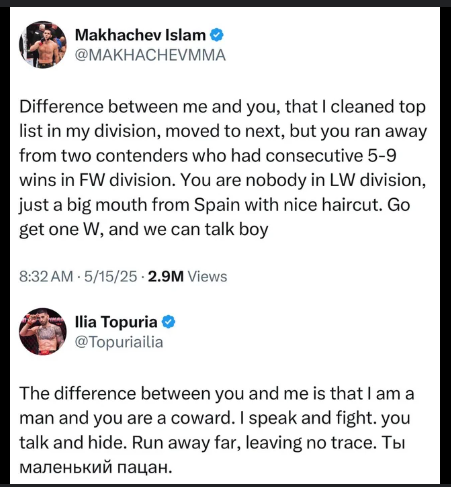 Makhachev Islam
@MAKHACHEVMMA
Difference between me and you, that I cleaned top
list in my division, moved to next, but you ran away
from two contenders who had consecutive 5-9
wins in FW division. You are nobody in LW division,
just a big mouth from Spain with nice haircut. Go
get one W, and we can talk boy
8:32 AM · 5/15/25 · 2.9M Views
Ilia Topuria
@Topuriailia
The difference between you and me is that I am a
man and you are a coward. I speak and fight. you
talk and hide. Run away far, leaving no trace. Ты
маленький пацан.